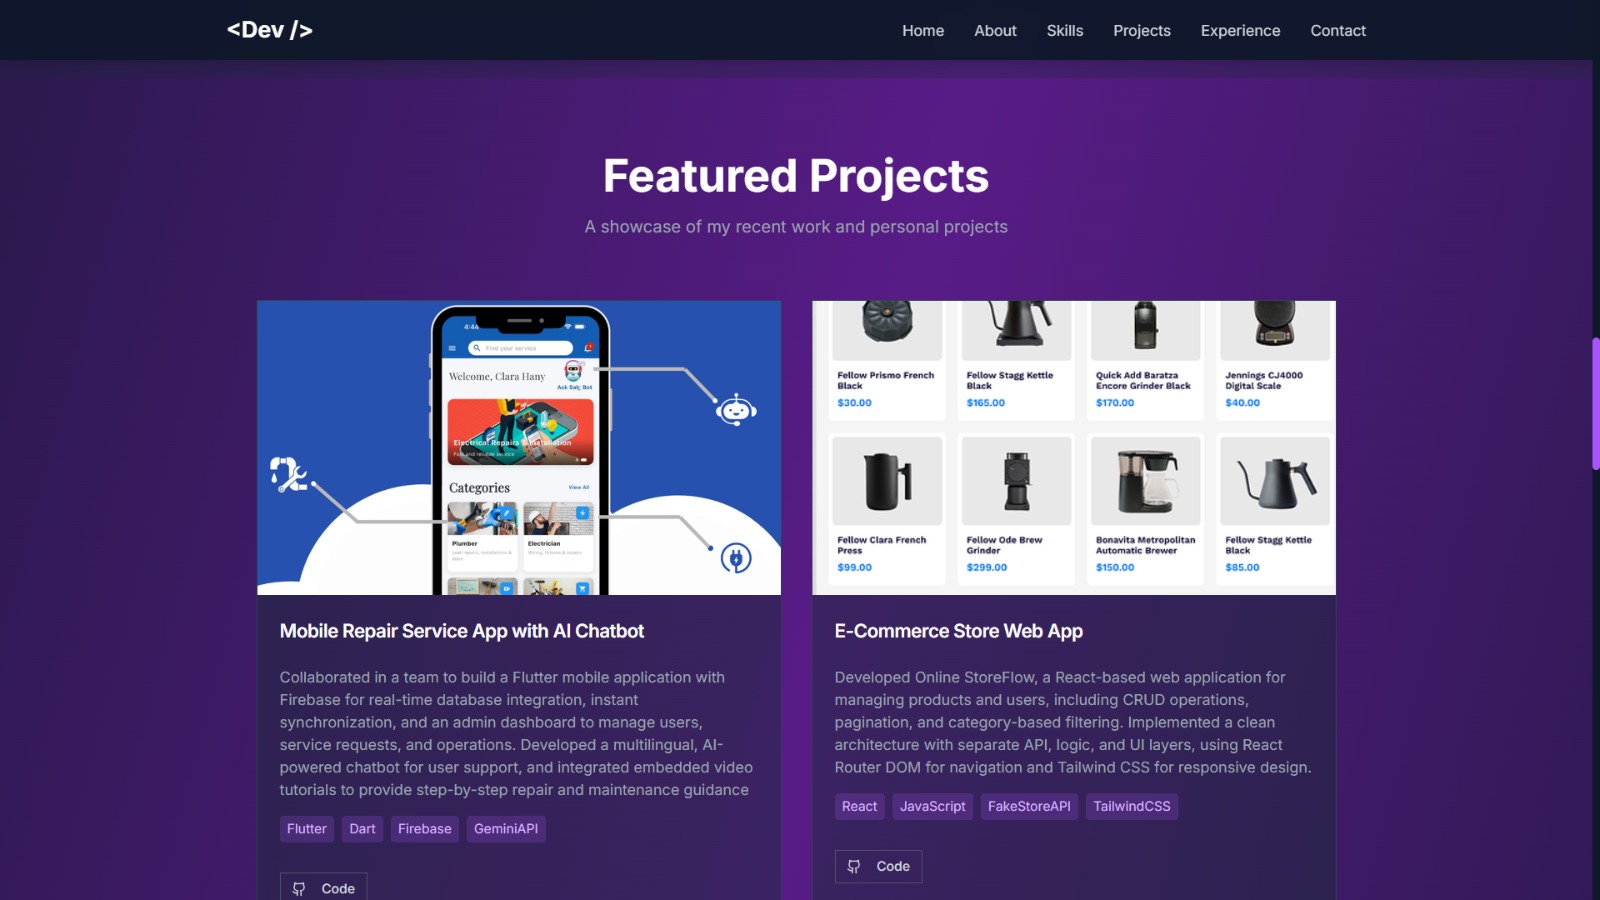 <Dev />
Home About Skills Projects Experience Contact
Featured Projects
A showcase of my recent work and personal projects
4:44
Find your service
Welcome, Clara Hany
Electrical Repairs & Installation
Fast and reliable service
Categories View All
Plumber Electrician
Fellow Prismo French Black
$30.00
Fellow Stagg Kettle Black
$165.00
Quick Add Baratza Encore Grinder Black
$170.00
Jennings CJ4000 Digital Scale
$40.00
Fellow Clara French Press
$99.00
Fellow Ode Brew Grinder
$299.00
Bonavita Metropolitan Automatic Brewer
$150.00
Fellow Stagg Kettle Black
$85.00
Mobile Repair Service App with AI Chatbot
Collaborated in a team to build a Flutter mobile application with
Firebase for real-time database integration, instant
synchronization, and an admin dashboard to manage users,
service requests, and operations. Developed a multilingual, AI-
powered chatbot for user support, and integrated embedded video
tutorials to provide step-by-step repair and maintenance guidance
Flutter Dart Firebase GeminiAPI
Code
E-Commerce Store Web App
Developed Online StoreFlow, a React-based web application for
managing products and users, including CRUD operations,
pagination, and category-based filtering. Implemented a clean
architecture with separate API, logic, and UI layers, using React
Router DOM for navigation and Tailwind CSS for responsive design.
React JavaScript FakeStoreAPI TailwindCSS
Code